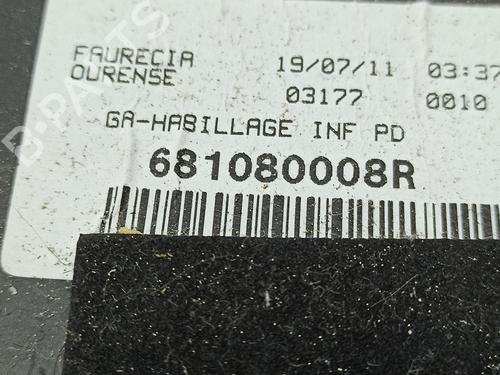 FAURECIA 19/07/11 03:37
OURENSE 03177 0010
GA-HABILLAGE INF PD
681080008R